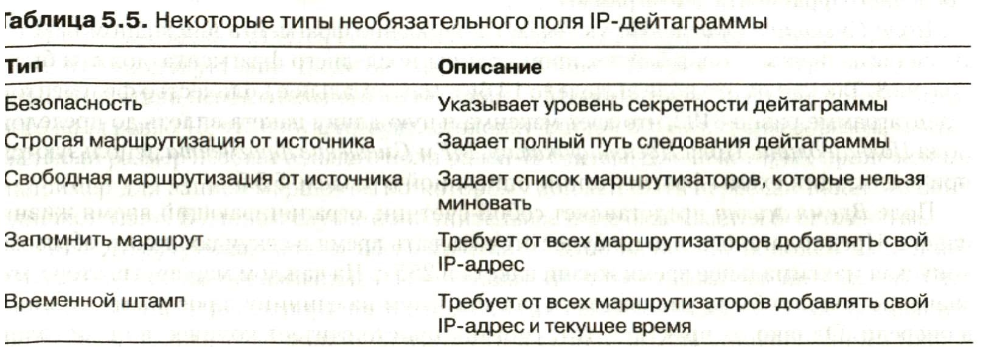 Таблица 5.5. Некоторые типы необязательного поля IP-дейтаграммы
Тип Описание
Безопасность Указывает уровень секретности дейтаграммы
Строгая маршрутизация от источника Задает полный путь следования дейтаграммы
Свободная маршрутизация от источника Задает список маршрутизаторов, которые нельзя
миновать
Запомнить маршрут Требует от всех маршрутизаторов добавлять свой
IP-адрес
Временной штамп Требует от всех маршрутизаторов добавлять свой
IP-адрес и текущее время